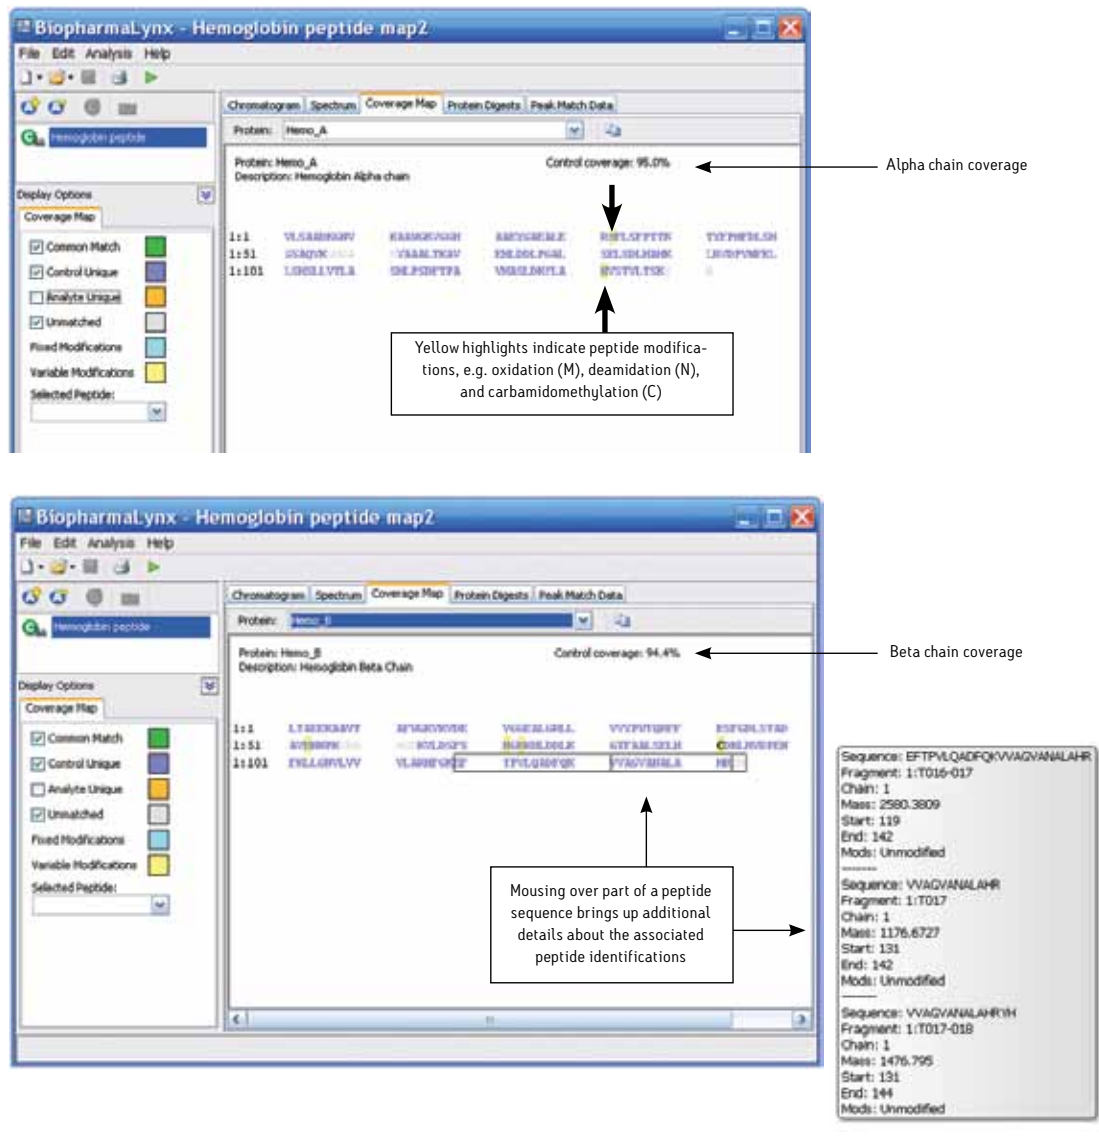 BiopharmaLynx - Hemoglobin peptide map2
File Edit Analysis Help
Chromatogram Spectrum Coverage Map Protein Digests Peak Match Data
Hemoglobin peptide
Protein: Hemo_A
Protein: Hemo_A Control coverage: 95.0%
Description: Hemoglobin Alpha chain
Alpha chain coverage
Display Options
Coverage Map
Common Match
Control Unique
Analyte Unique
Unmatched
Fixed Modifications
Variable Modifications
Selected Peptide:
1:1
1:51
1:101
Yellow highlights indicate peptide modifica-
tions, e.g. oxidation (M), deamidation (N),
and carbamidomethylation (C)
BiopharmaLynx - Hemoglobin peptide map2
File Edit Analysis Help
Chromatogram Spectrum Coverage Map Protein Digests Peak Match Data
Hemoglobin peptide
Protein: Hemo_B
Protein: Hemo_B Control coverage: 94.4%
Description: Hemoglobin Beta Chain
Beta chain coverage
Display Options
Coverage Map
Common Match
Control Unique
Analyte Unique
Unmatched
Fixed Modifications
Variable Modifications
Selected Peptide:
1:1
1:51
1:101
Mousing over part of a peptide
sequence brings up additional
details about the associated
peptide identifications
Sequence: EFTPVLQADFQKVVAGVANALAHR
Fragment: 1:T016-017
Chain: 1
Mass: 2580.3809
Start: 119
End: 142
Mods: Unmodified
--------
Sequence: VVAGVANALAHR
Fragment: 1:T017
Chain: 1
Mass: 1176.6727
Start: 131
End: 142
Mods: Unmodified
--------
Sequence: VVAGVANALAHRYH
Fragment: 1:T017-018
Chain: 1
Mass: 1476.795
Start: 131
End: 144
Mods: Unmodified